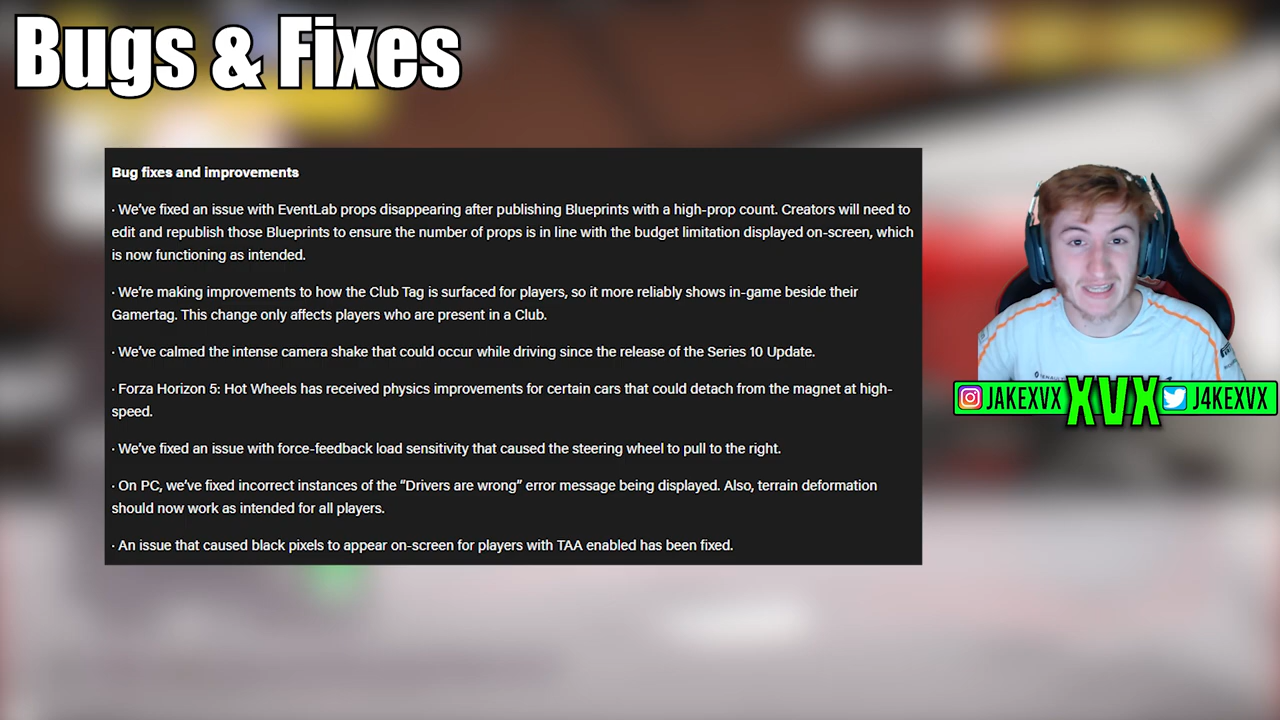 Bugs & Fixes
Bug fixes and improvements
· We've fixed an issue with EventLab props disappearing after publishing Blueprints with a high-prop count. Creators will need to
edit and republish those Blueprints to ensure the number of props is in line with the budget limitation displayed on-screen, which
is now functioning as intended.
· We're making improvements to how the Club Tag is surfaced for players, so it more reliably shows in-game beside their
Gamertag. This change only affects players who are present in a Club.
· We've calmed the intense camera shake that could occur while driving since the release of the Series 10 Update.
· Forza Horizon 5: Hot Wheels has received physics improvements for certain cars that could detach from the magnet at high-
speed.
· We've fixed an issue with force-feedback load sensitivity that caused the steering wheel to pull to the right.
· On PC, we've fixed incorrect instances of the “Drivers are wrong” error message being displayed. Also, terrain deformation
should now work as intended for all players.
· An issue that caused black pixels to appear on-screen for players with TAA enabled has been fixed.
JAKEXVX XVX J4KEXVX